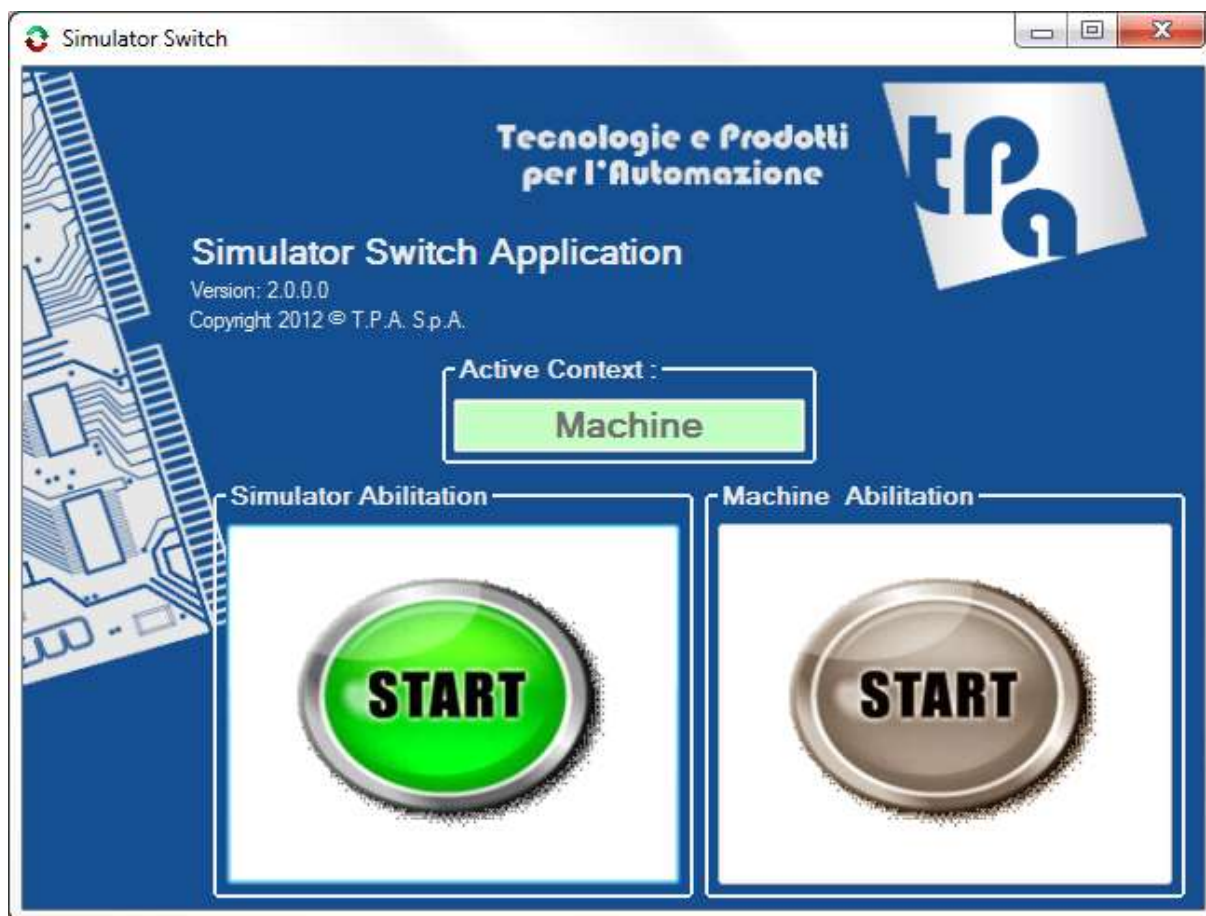 Simulator Switch
Tecnologie e Prodotti
per l'Automazione
tPa
Simulator Switch Application
Version: 2.0.0.0
Copyright 2012 © T.P.A. S.p.A.
Active Context :
Machine
Simulator Abilitation
Machine Abilitation
START
START